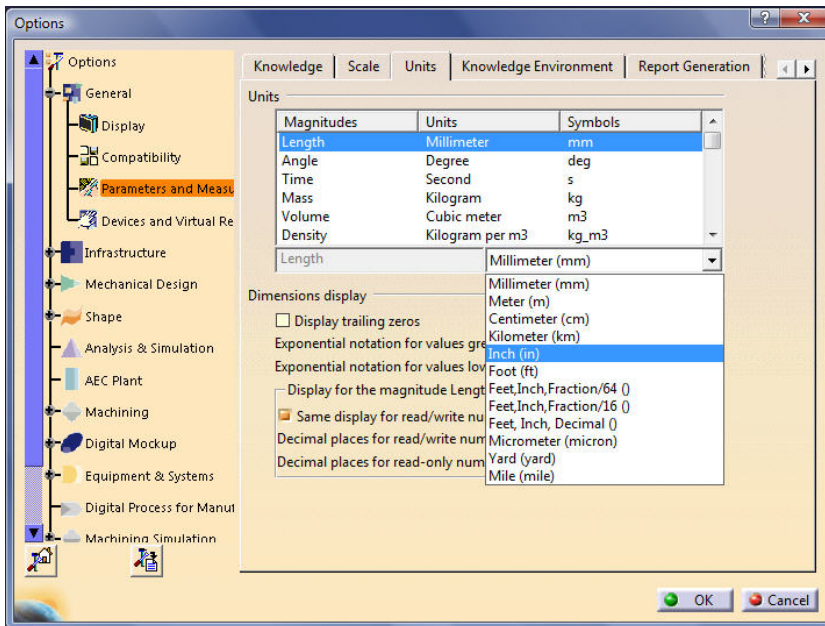 Options
Options
General
Display
Compatibility
Parameters and Measu
Devices and Virtual Re
Infrastructure
Mechanical Design
Shape
Analysis & Simulation
AEC Plant
Machining
Digital Mockup
Equipment & Systems
Digital Process for Manuf
Machining Simulation
Knowledge Scale Units Knowledge Environment Report Generation
Units
Magnitudes Units Symbols
Length Millimeter mm
Angle Degree deg
Time Second s
Mass Kilogram kg
Volume Cubic meter m3
Density Kilogram per m3 kg_m3
Length Millimeter (mm)
Millimeter (mm)
Meter (m)
Centimeter (cm)
Kilometer (km)
Inch (in)
Foot (ft)
Feet,Inch,Fraction/64 ()
Feet,Inch,Fraction/16 ()
Feet, Inch, Decimal ()
Micrometer (micron)
Yard (yard)
Mile (mile)
Dimensions display
Display trailing zeros
Exponential notation for values gre
Exponential notation for values lov
Display for the magnitude Lengt
Same display for read/write nu
Decimal places for read/write num
Decimal places for read-only num
OK Cancel